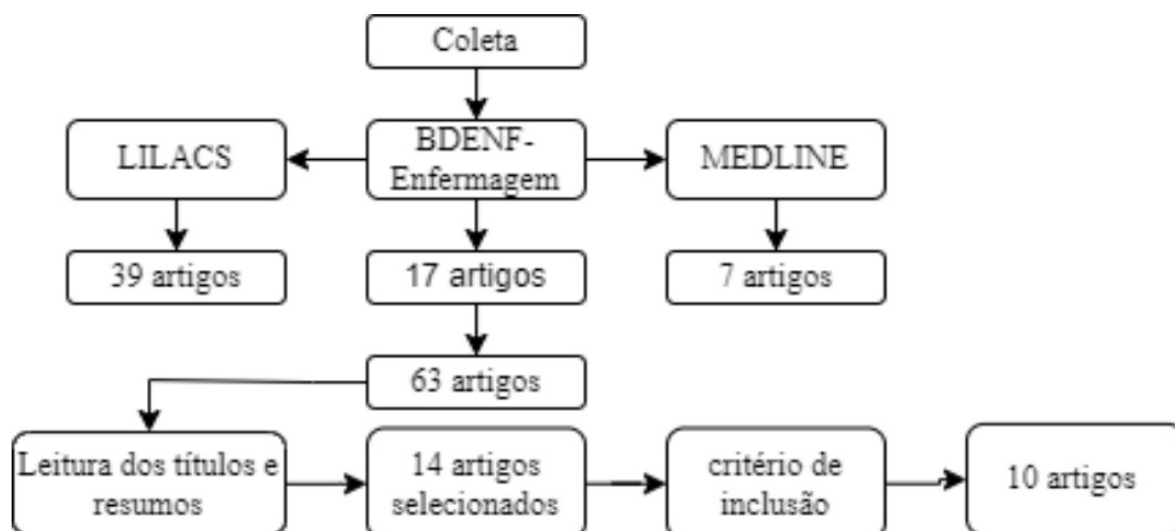 Coleta
LILACS
BDENF-
Enfermagem
MEDLINE
39 artigos
17 artigos
7 artigos
63 artigos
Leitura dos títulos e
resumos
14 artigos
selecionados
critério de
inclusão
10 artigos